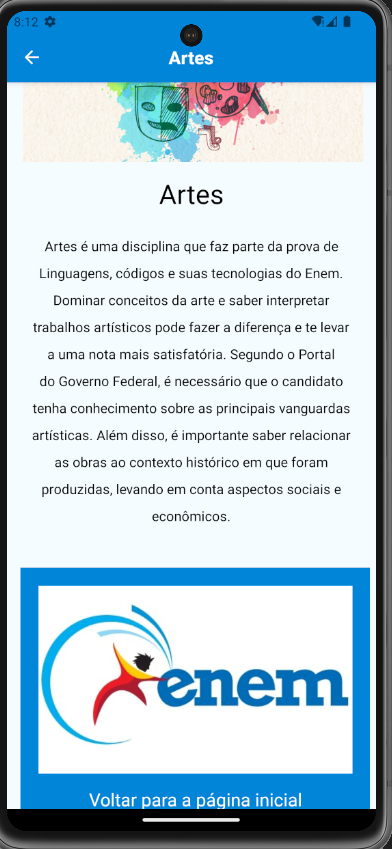 8:12
Artes
Artes
Artes é uma disciplina que faz parte da prova de
Linguagens, códigos e suas tecnologias do Enem.
Dominar conceitos da arte e saber interpretar
trabalhos artísticos pode fazer a diferença e te levar
a uma nota mais satisfatória. Segundo o Portal
do Governo Federal, é necessário que o candidato
tenha conhecimento sobre as principais vanguardas
artísticas. Além disso, é importante saber relacionar
as obras ao contexto histórico em que foram
produzidas, levando em conta aspectos sociais e
econômicos.
enem
Voltar para a página inicial